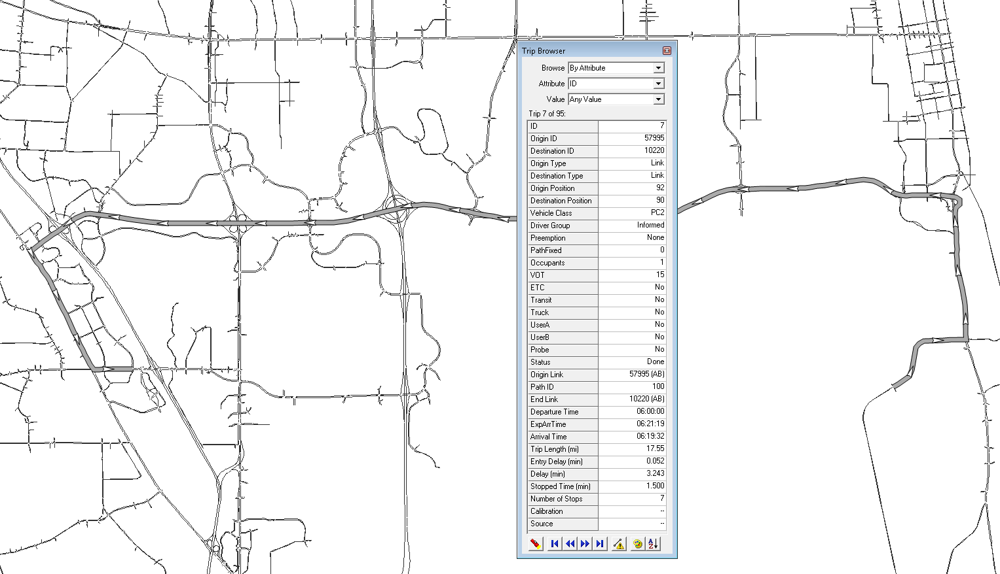 Trip Browser
Browse By Attribute
Attribute ID
Value Any Value
Trip 7 of 95:
ID 7
Origin ID 57995
Destination ID 10220
Origin Type Link
Destination Type Link
Origin Position 92
Destination Position 90
Vehicle Class PC2
Driver Group Informed
Preemption None
PathFixed 0
Occupants 1
VOT 15
ETC No
Transit No
Truck No
UserA No
UserB No
Probe No
Status Done
Origin Link 57995 (AB)
Path ID 100
End Link 10220 (AB)
Departure Time 06:00:00
ExpArrTime 06:21:19
Arrival Time 06:19:32
Trip Length (mi) 17.55
Entry Delay (min) 0.052
Delay (min) 3.243
Stopped Time (min) 1.500
Number of Stops 7
Calibration --
Source --
A Z